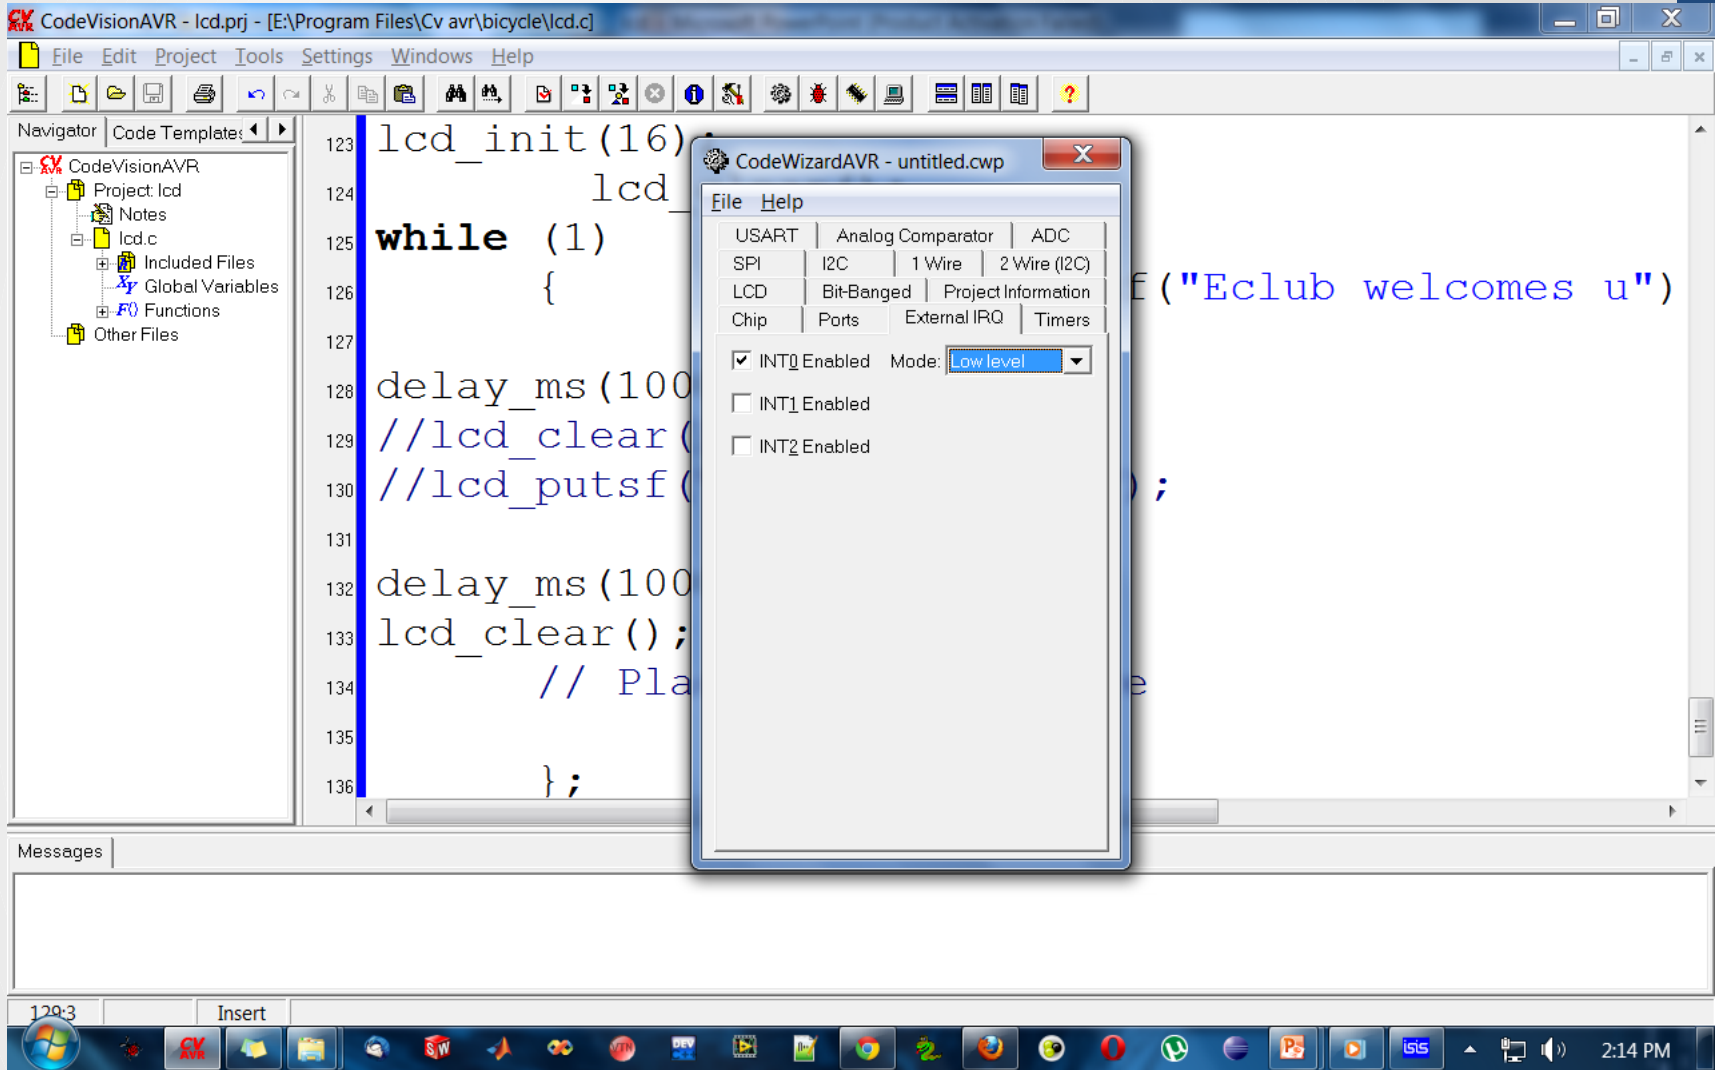 CodeVisionAVR - lcd.prj - [E:\Program Files\Cv avr\bicycle\lcd.c]
File Edit Project Tools Settings Windows Help
Navigator Code Templates
CodeVisionAVR
Project: lcd
Notes
lcd.c
Included Files
Global Variables
Functions
Other Files
123 lcd_init(16);
124 lcd_
125 while (1)
126 { f("Eclub welcomes u")
127
128 delay_ms(100
129 //lcd_clear(
130 //lcd_putsf( );
131
132 delay_ms(100
133 lcd_clear();
134 // Pla e
135
136 };
CodeWizardAVR - untitled.cwp
File Help
USART Analog Comparator ADC
SPI I2C 1 Wire 2 Wire (I2C)
LCD Bit-Banged Project Information
Chip Ports External IRQ Timers
INT0 Enabled Mode: Low level
INT1 Enabled
INT2 Enabled
Messages
129:3 Insert
2:14 PM